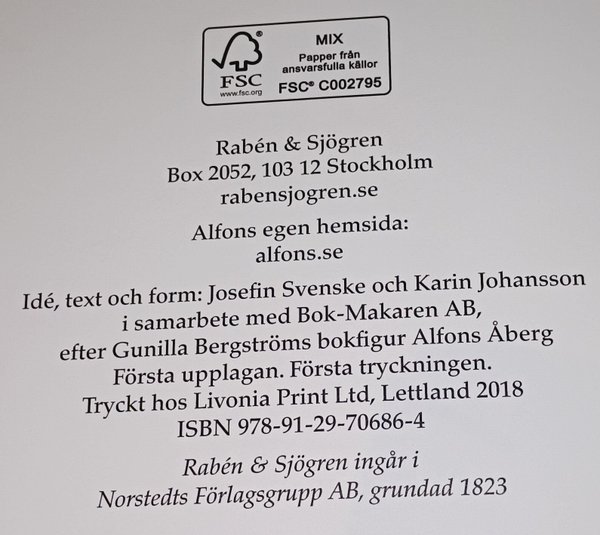 FSC
www.fsc.org
MIX
Papper från
ansvarsfulla källor
FSC® C002795
Rabén & Sjögren
Box 2052, 103 12 Stockholm
rabensjogren.se
Alfons egen hemsida:
alfons.se
Idé, text och form: Josefin Svenske och Karin Johansson
i samarbete med Bok-Makaren AB,
efter Gunilla Bergströms bokfigur Alfons Åberg
Första upplagan. Första tryckningen.
Tryckt hos Livonia Print Ltd, Lettland 2018
ISBN 978-91-29-70686-4
Rabén & Sjögren ingår i
Norstedts Förlagsgrupp AB, grundad 1823